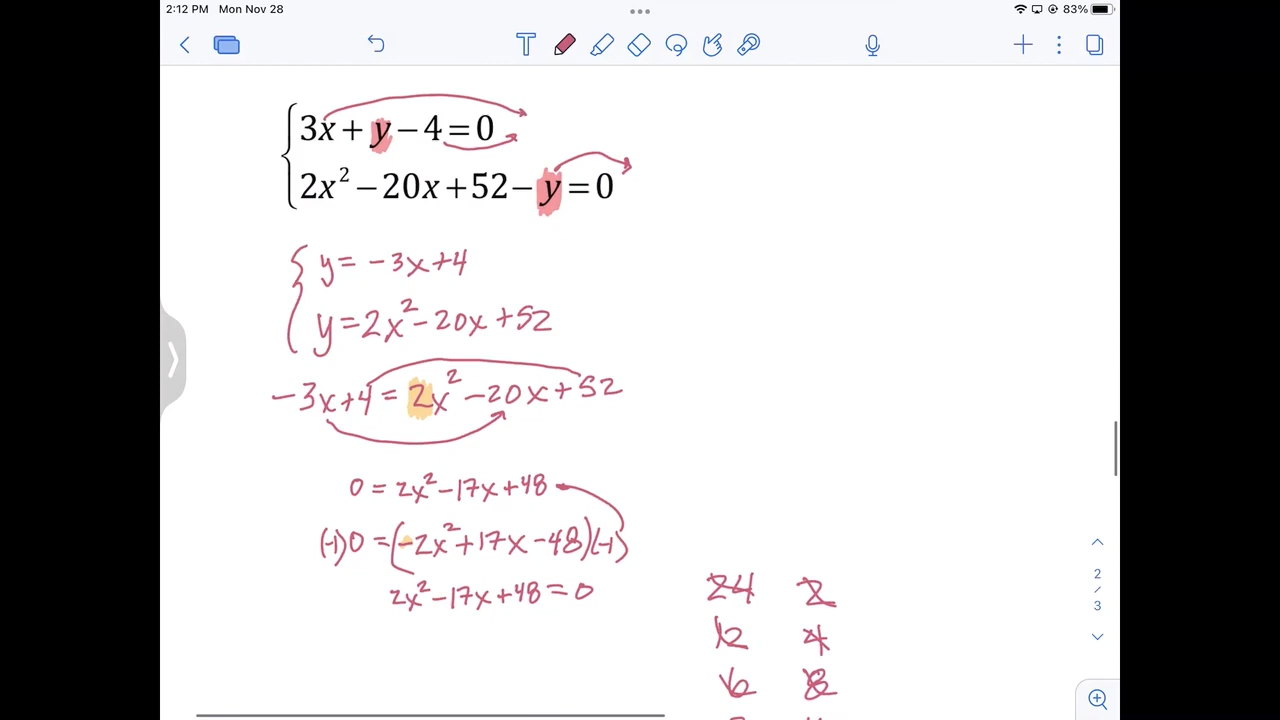 2:12 PM Mon Nov 28
83%
T
3x + y − 4 = 0
2x² − 20x + 52 − y = 0
y = −3x + 4
y = 2x² − 20x + 52
−3x + 4 = 2x² − 20x + 52
0 = 2x² − 17x + 48
(−1) 0 = (−2x² + 17x − 48)(−1)
2x² − 17x + 48 = 0
24 2
12 4
6 8
2
/
3